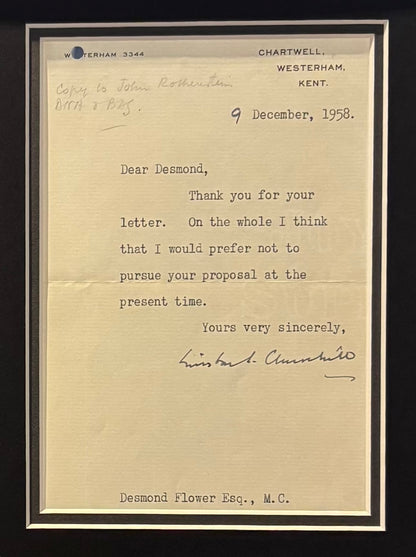 W STERHAM 3344
CHARTWELL,
WESTERHAM,
KENT.
Copy to John Rothenstein
9 December, 1958.
Dear Desmond,
Thank you for your
letter. On the whole I think
that I would prefer not to
pursue your proposal at the
present time.
Yours very sincerely,
Winston S. Churchill
Desmond Flower Esq., M.C.